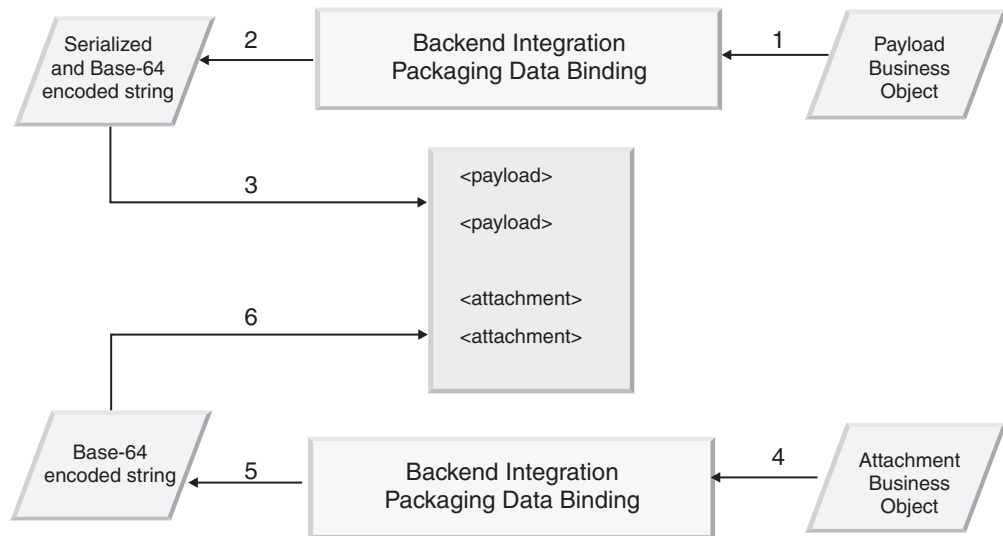 Serialized
and Base-64
encoded string
2
Backend Integration
Packaging Data Binding
1
Payload
Business
Object
3
<payload>
<payload>
<attachment>
<attachment>
6
Base-64
encoded string
5
Backend Integration
Packaging Data Binding
4
Attachment
Business
Object